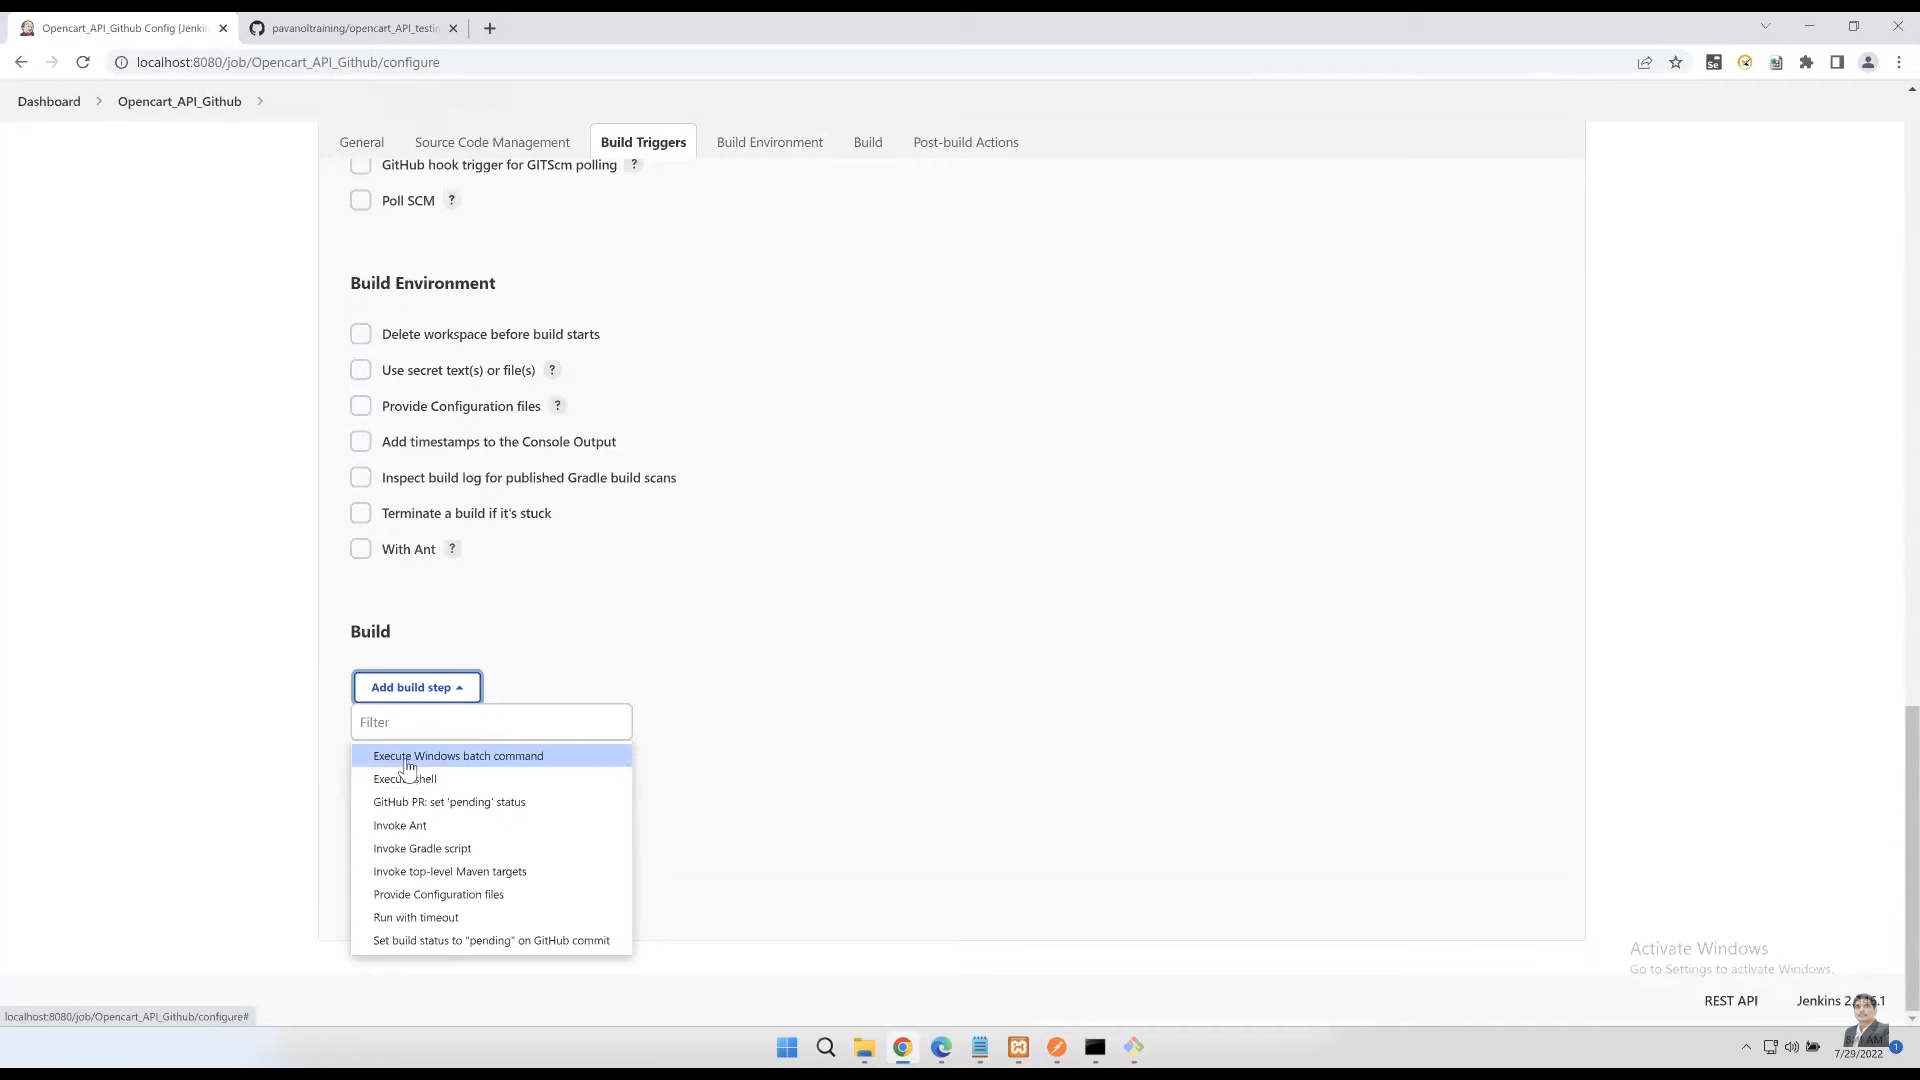 Opencart_API_Github Config [Jenki
pavanoltraining/opencart_API_testi
localhost:8080/job/Opencart_API_Github/configure
Dashboard
Opencart_API_Github
General
Source Code Management
Build Triggers
Build Environment
Build
Post-build Actions
GitHub hook trigger for GITScm polling ?
Poll SCM ?
Build Environment
Delete workspace before build starts
Use secret text(s) or file(s) ?
Provide Configuration files ?
Add timestamps to the Console Output
Inspect build log for published Gradle build scans
Terminate a build if it's stuck
With Ant ?
Build
Add build step
Filter
Execute Windows batch command
shell
GitHub PR: set 'pending' status
Invoke Ant
Invoke Gradle script
Invoke top-level Maven targets
Provide Configuration files
Run with timeout
Set build status to "pending" on GitHub commit
Activate Windows
Go to Settings to activate Windows.
REST API
Jenkins
localhost:8080/job/Opencart_API_Github/configure#
7/29/2022
1